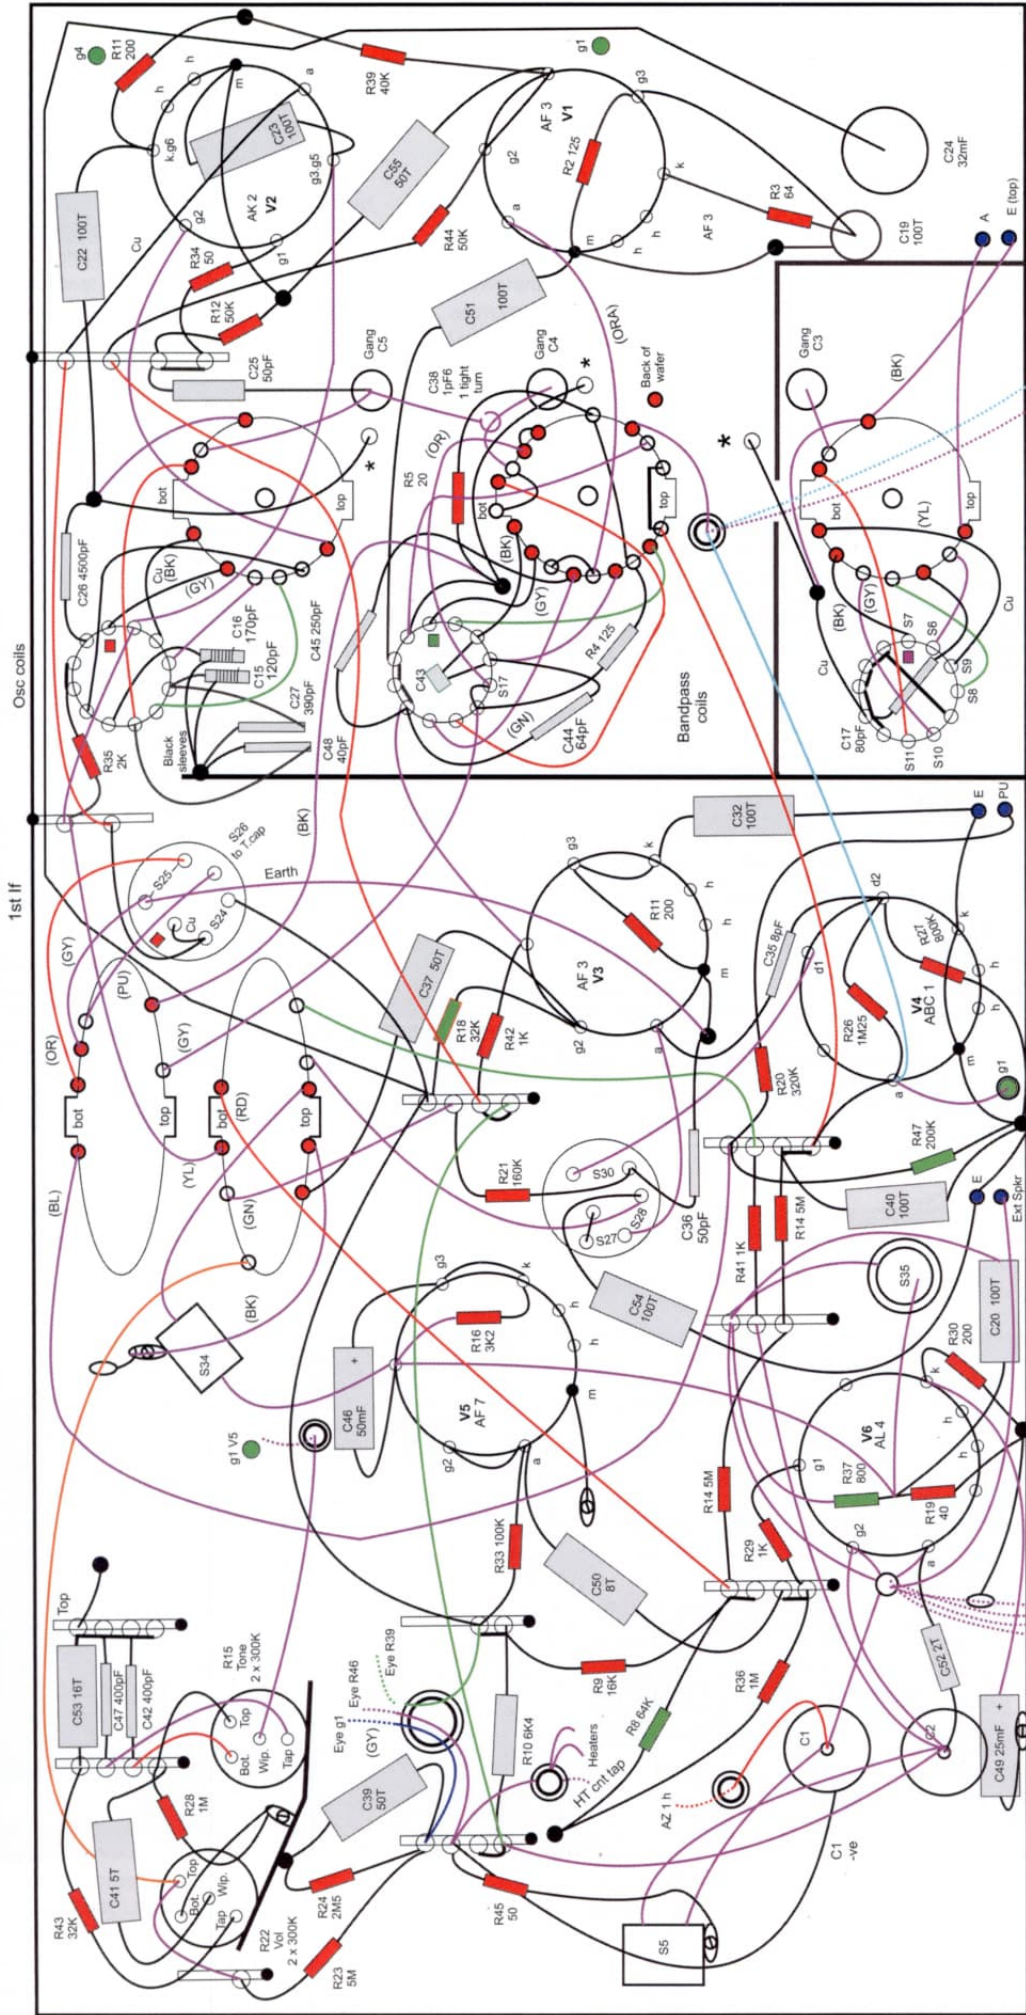 Osc coils
1st If
g4
R11
200
h
h
m
a
k,g6
C23
100T
g3,g5
AK 2
V2
g2
g1
C22 100T
Cu
R34
50
R12
50K
C25
50pF
R39
40K
C55
50T
R44
50K
g1
AF 3
V1
g3
g2
R2 125
a
k
m
h
h
R3
64
AF 3
C24
32mF
C19
100T
A
E (top)
C51
100T
Gang
C5
C38
1pF6
1 tight
turn
Gang
C4
*
(ORA)
Back of
wafer
Gang
C3
(BK)
C26 4500pF
bot
top
Cu
(BK)
(GY)
*
(OR)
R5
20
bot
top
(BK)
(GY)
*
bot
top
(YL)
(BK)
(GY)
Cu
Cu
C16
170pF
C15
120pF
C27
390pF
C48
40pF
Black
sleeves
R35
2K
C45 250pF
C43
S17
R4 125
(GN)
C44
64pF
Bandpass
coils
C17
80pF
S7
S6
S9
S8
S10
S11
(BK)
S26
to T.cap
S25
S24
Cu
Earth
(GY)
(OR)
(PU)
(GY)
bot
top
bot
(RD)
top
(BL)
(YL)
(GN)
(BK)
C37 50T
R18
32K
R42
1K
AF 3
V3
g3
k
h
h
m
a
g2
R11
200
C32
100T
E
PU
C35 8pF
d2
d1
k
h
h
m
a
R27
800K
R26
1M25
V4
ABC 1
g1
R20
320K
R47
200K
R21
160K
S30
S28
S27
C36
50pF
R41 1K
R14 5M
C40
100T
E
Ext Spkr
S34
g3
k
h
h
m
a
g2
R16
3K2
V5
AF 7
C46
50mF
+
g1 V5
C54
100T
S35
C20 100T
R30
200
k
h
h
V6
AL 4
g1
g2
a
R37
800
R19
40
R14 5M
R29
1K
R33 100K
C50
8T
Top
C53 16T
C47 400pF
C42 400pF
R15
Tone
2 x 300K
Top
Bot.
Wip.
Tap
Eye R39
Eye R46
Eye g1
(GY)
R9
16K
R10 6K4
R8 64K
R36
1M
C52 2T
Heaters
HT cnt tap
AZ 1 h
C1
C2
C49 25mF
+
C1
-ve
R28
1M
C39
50T
C41 5T
R43
32K
Top
Bot.
Wip.
Tap
R22
Vol
2 x 300K
R24
2M5
R23
5M
R45
50
S5